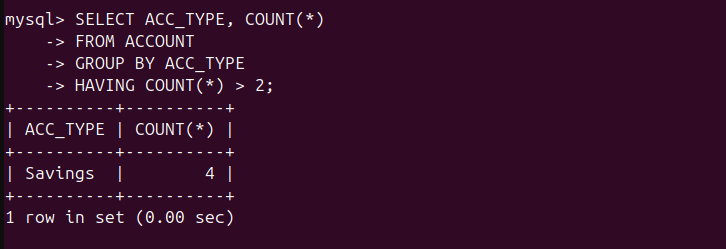 mysql> SELECT ACC_TYPE, COUNT(*)
    -> FROM ACCOUNT
    -> GROUP BY ACC_TYPE
    -> HAVING COUNT(*) > 2;
+----------+----------+
| ACC_TYPE | COUNT(*) |
+----------+----------+
| Savings  |        4 |
+----------+----------+
1 row in set (0.00 sec)